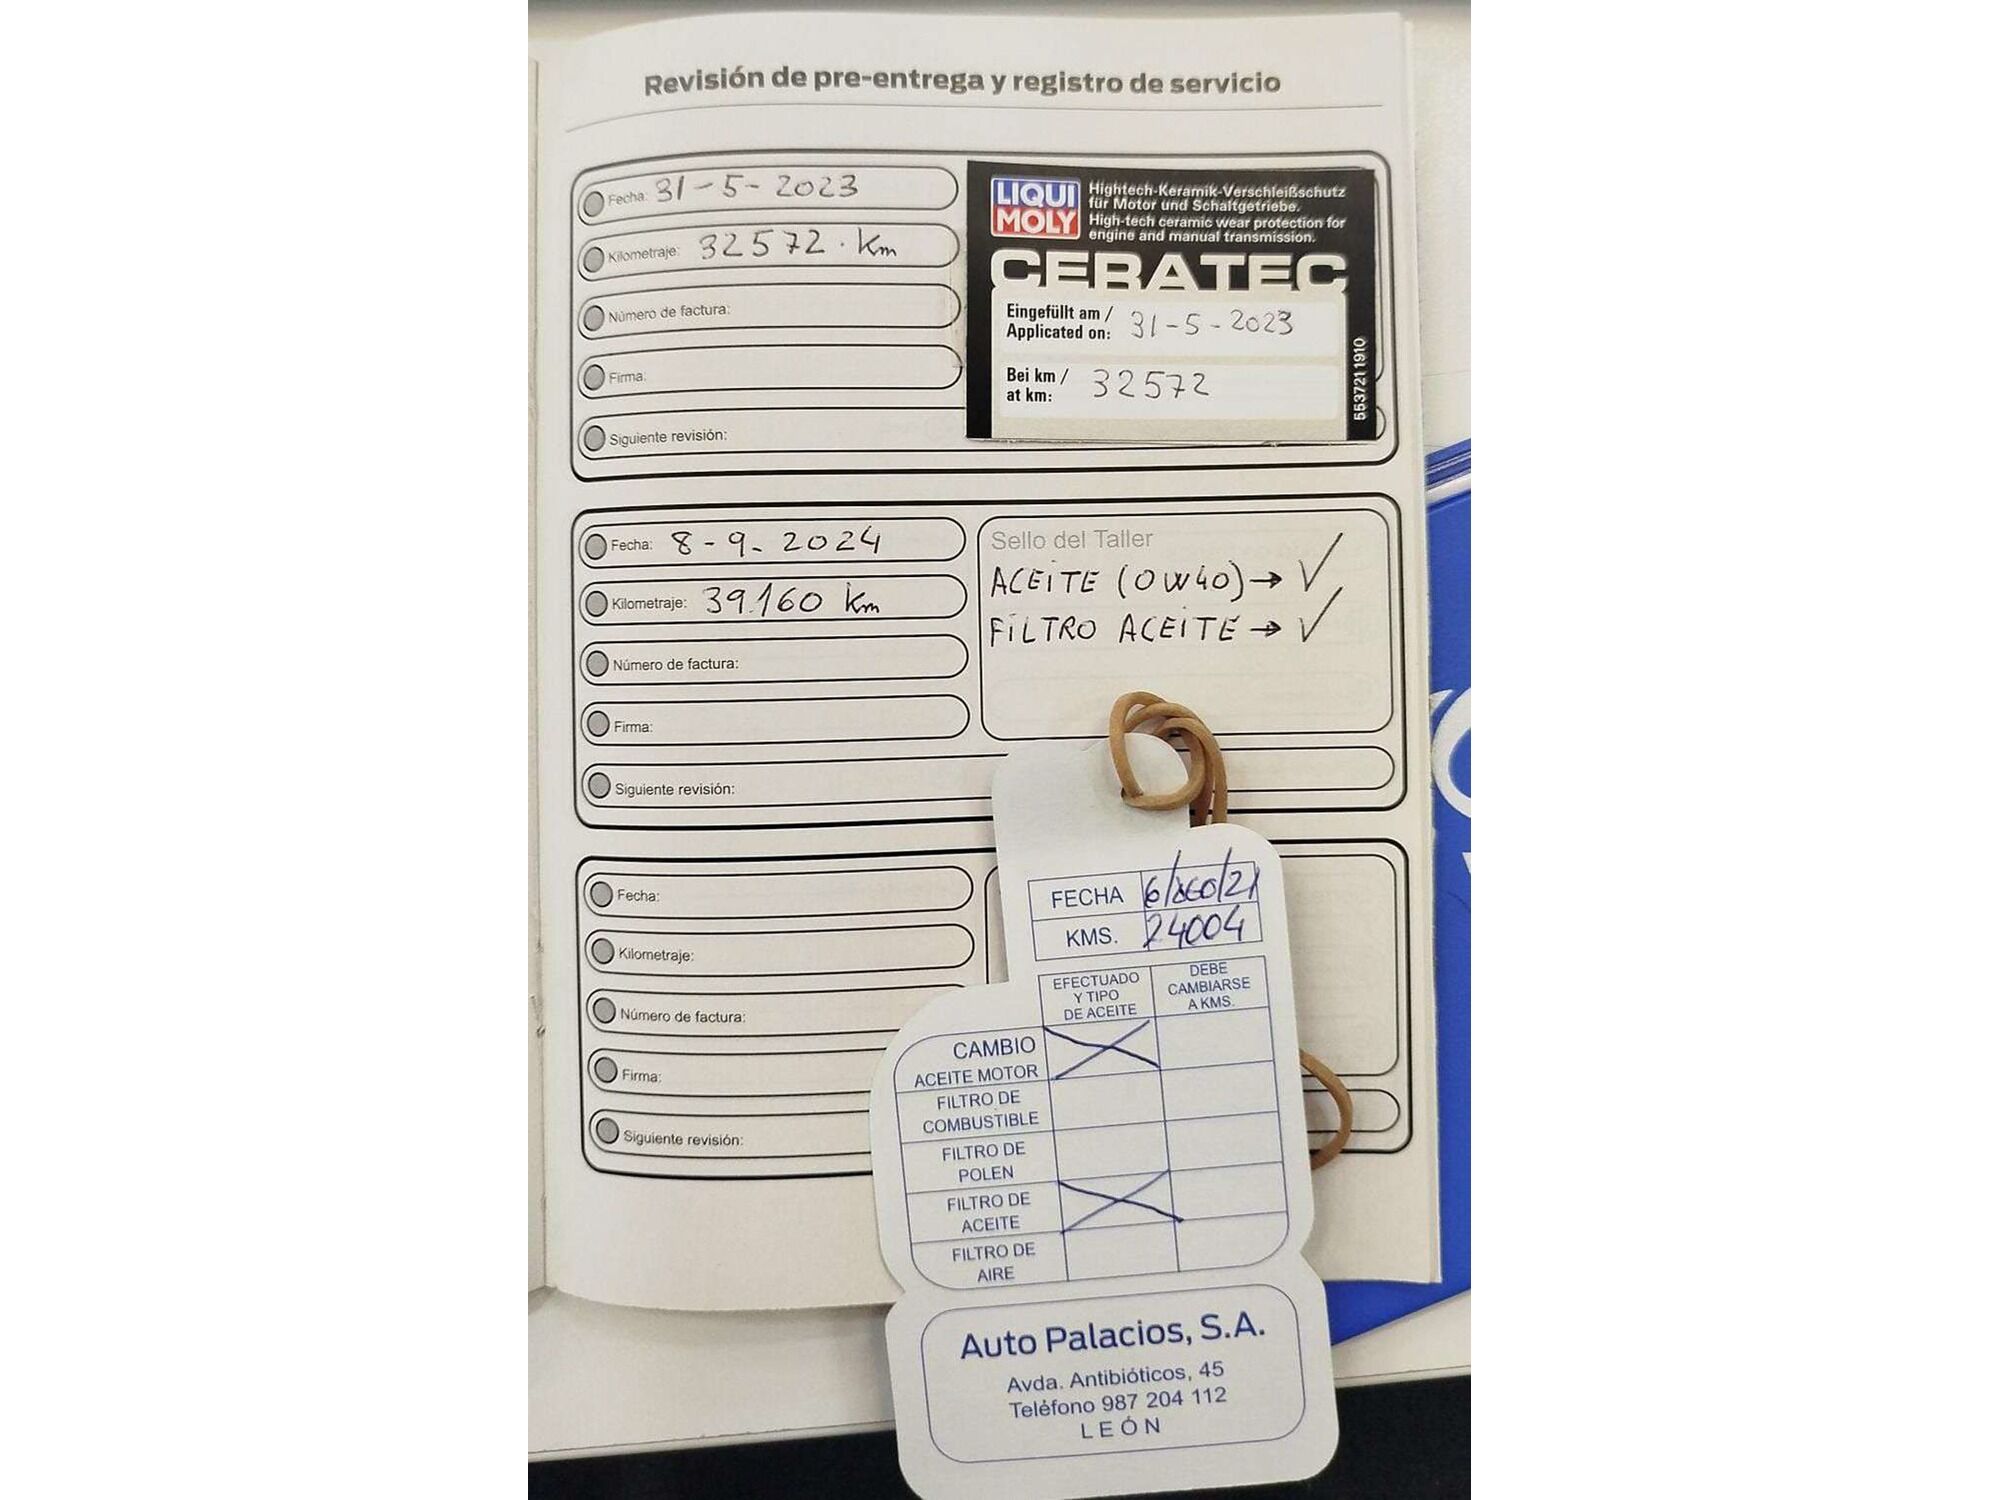 Revisión de pre-entrega y registro de servicio
Fecha: 31-5-2023
Kilometraje: 32572. Km
Número de factura:
Firma:
Siguiente revisión:
LIQUI
MOLY
Hightech-Keramik-Verschleißschutz
für Motor und Schaltgetriebe.
High-tech ceramic wear protection for
engine and manual transmission.
CERATEC
Eingefüllt am /
Applicated on: 31-5-2023
Bei km /
at km: 32572
5537211910
Fecha: 8-9-2024
Kilometraje: 39.160 Km
Número de factura:
Firma:
Siguiente revisión:
Sello del Taller
ACEITE (0W40)→ ✓
FILTRO ACEITE → ✓
Fecha:
Kilometraje:
Número de factura:
Firma:
Siguiente revisión:
FECHA
KMS. 24004
EFECTUADO
Y TIPO
DE ACEITE
DEBE
CAMBIARSE
A KMS.
CAMBIO
ACEITE MOTOR
FILTRO DE
COMBUSTIBLE
FILTRO DE
POLEN
FILTRO DE
ACEITE
FILTRO DE
AIRE
Auto Palacios, S.A.
Avda. Antibióticos, 45
Teléfono 987 204 112
LEÓN